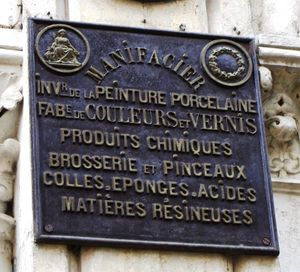 MANIFACIER
INVR DE LA PEINTURE PORCELAINE
FABT DE COULEURS ET VERNIS
PRODUITS CHIMIQUES
BROSSERIE ET PINCEAUX
COLLES. EPONGES. ACIDES
MATIÈRES RÉSINEUSES